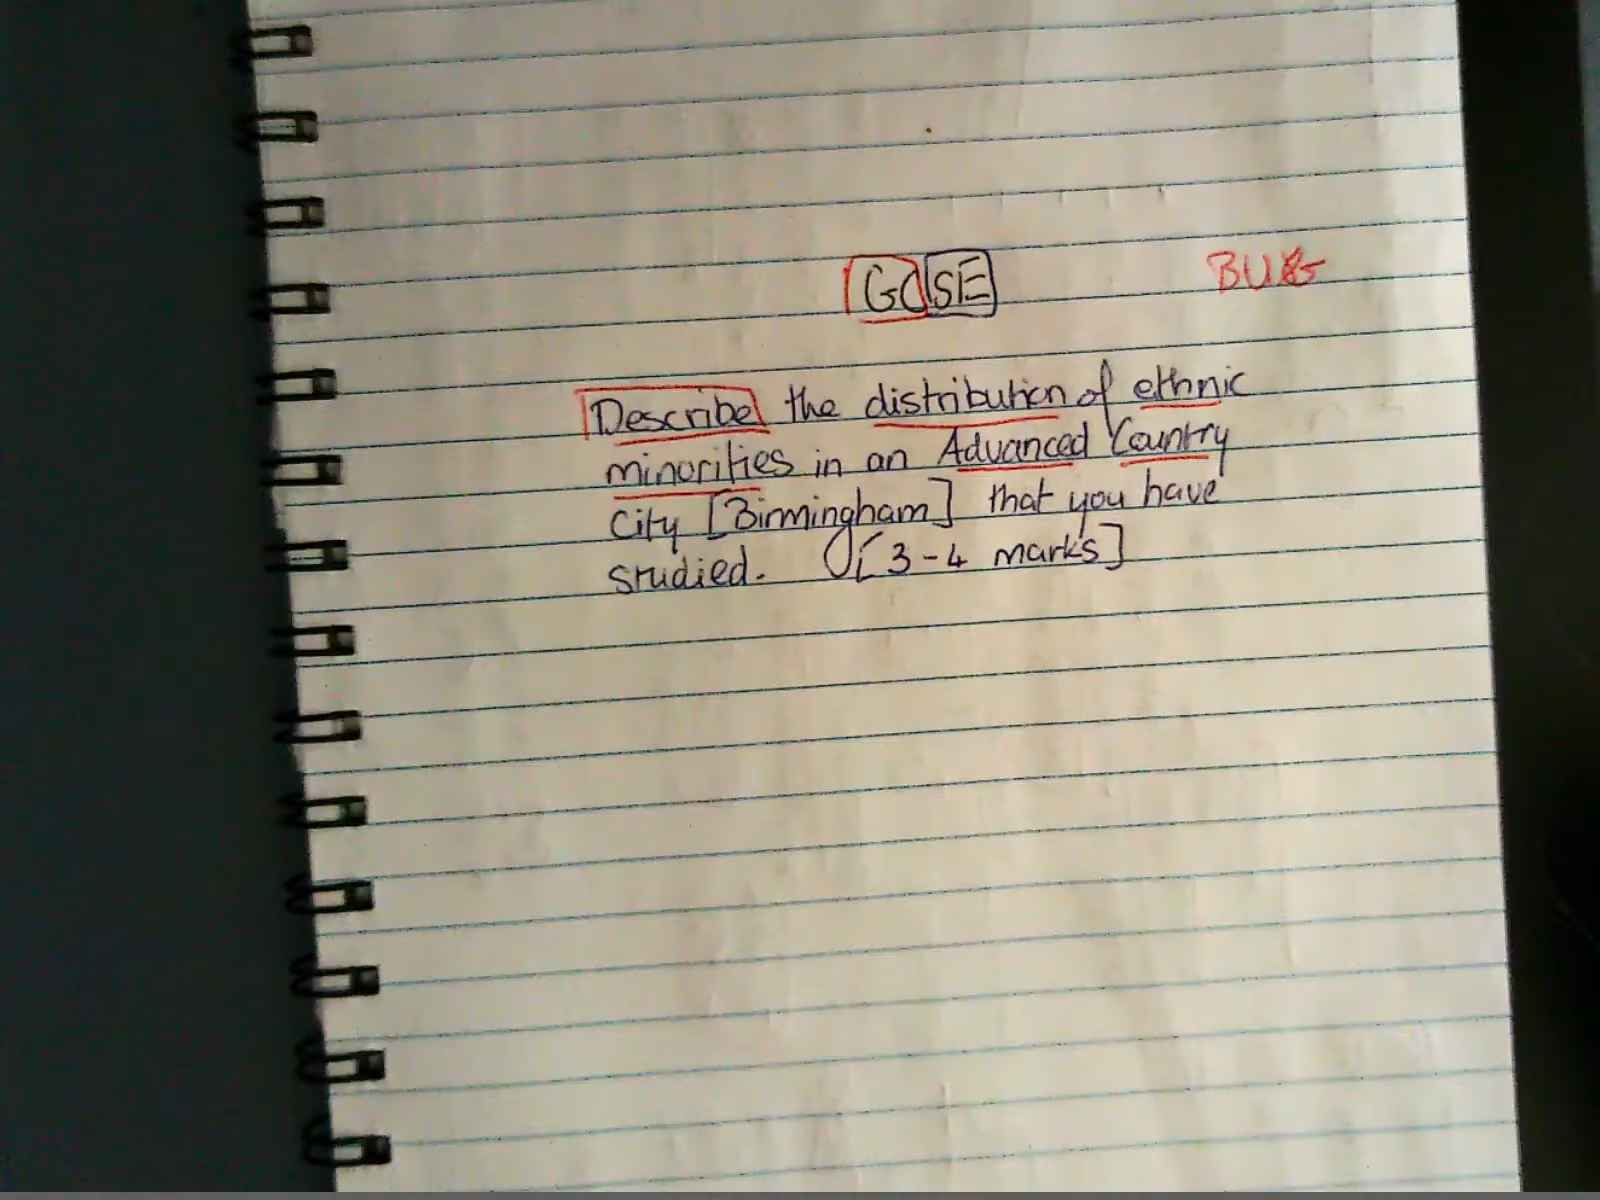 GCSE
BUG
Describe the distribution of ethnic
minorities in an Advanced Country
City [Birmingham] that you have
studied. [3-4 marks]